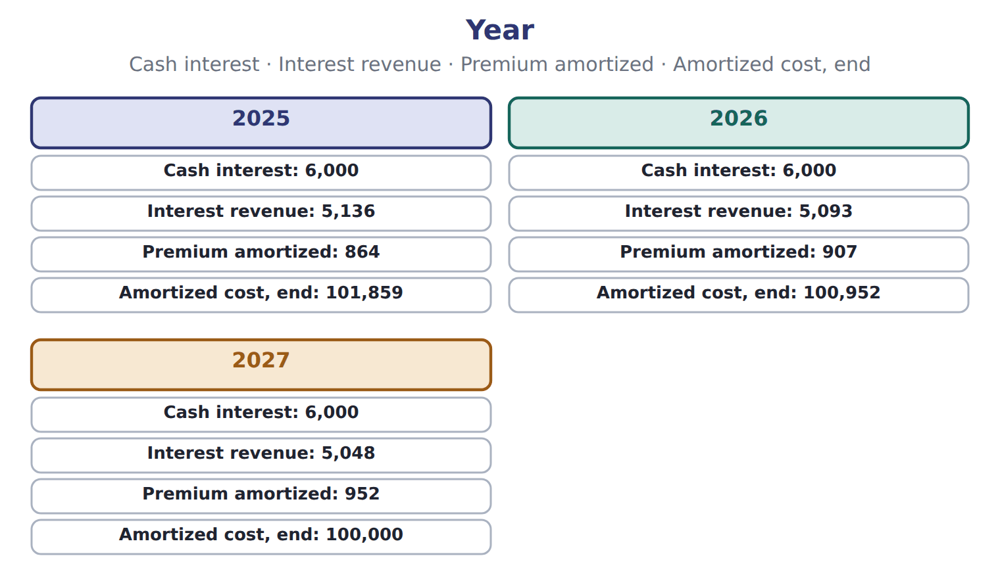 Year
Cash interest · Interest revenue · Premium amortized · Amortized cost, end
2025
Cash interest: 6,000
Interest revenue: 5,136
Premium amortized: 864
Amortized cost, end: 101,859
2026
Cash interest: 6,000
Interest revenue: 5,093
Premium amortized: 907
Amortized cost, end: 100,952
2027
Cash interest: 6,000
Interest revenue: 5,048
Premium amortized: 952
Amortized cost, end: 100,000